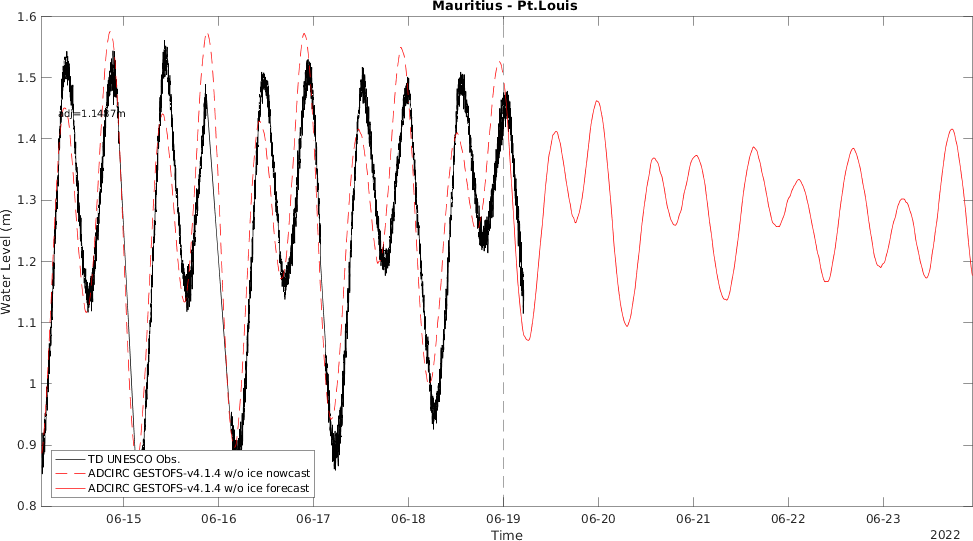 Mauritius - Pt.Louis
1.6
1.5
1.4
1.3
1.2
1.1
1
0.9
0.8
Water Level (m)
adj=1.1487m
TD UNESCO Obs.
ADCIRC GESTOFS-v4.1.4 w/o ice nowcast
ADCIRC GESTOFS-v4.1.4 w/o ice forecast
06-15 06-16 06-17 06-18 06-19 06-20 06-21 06-22 06-23
Time
2022